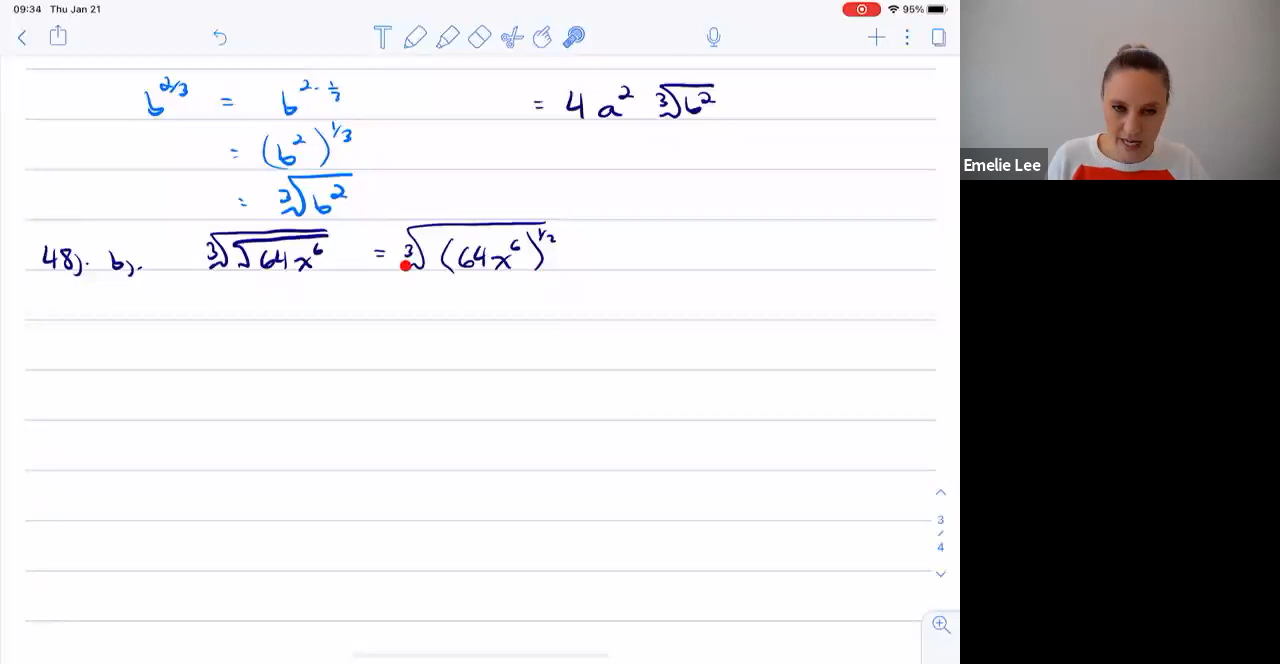 09:34 Thu Jan 21 95%
b^{2/3} = b^{2·1/3} = 4a² ∛b²
= (b²)^{1/3}
= ∛b²
48). b). ∛√64x⁶ = ∛(64x⁶)^{1/2}
Emelie Lee
3
/
4